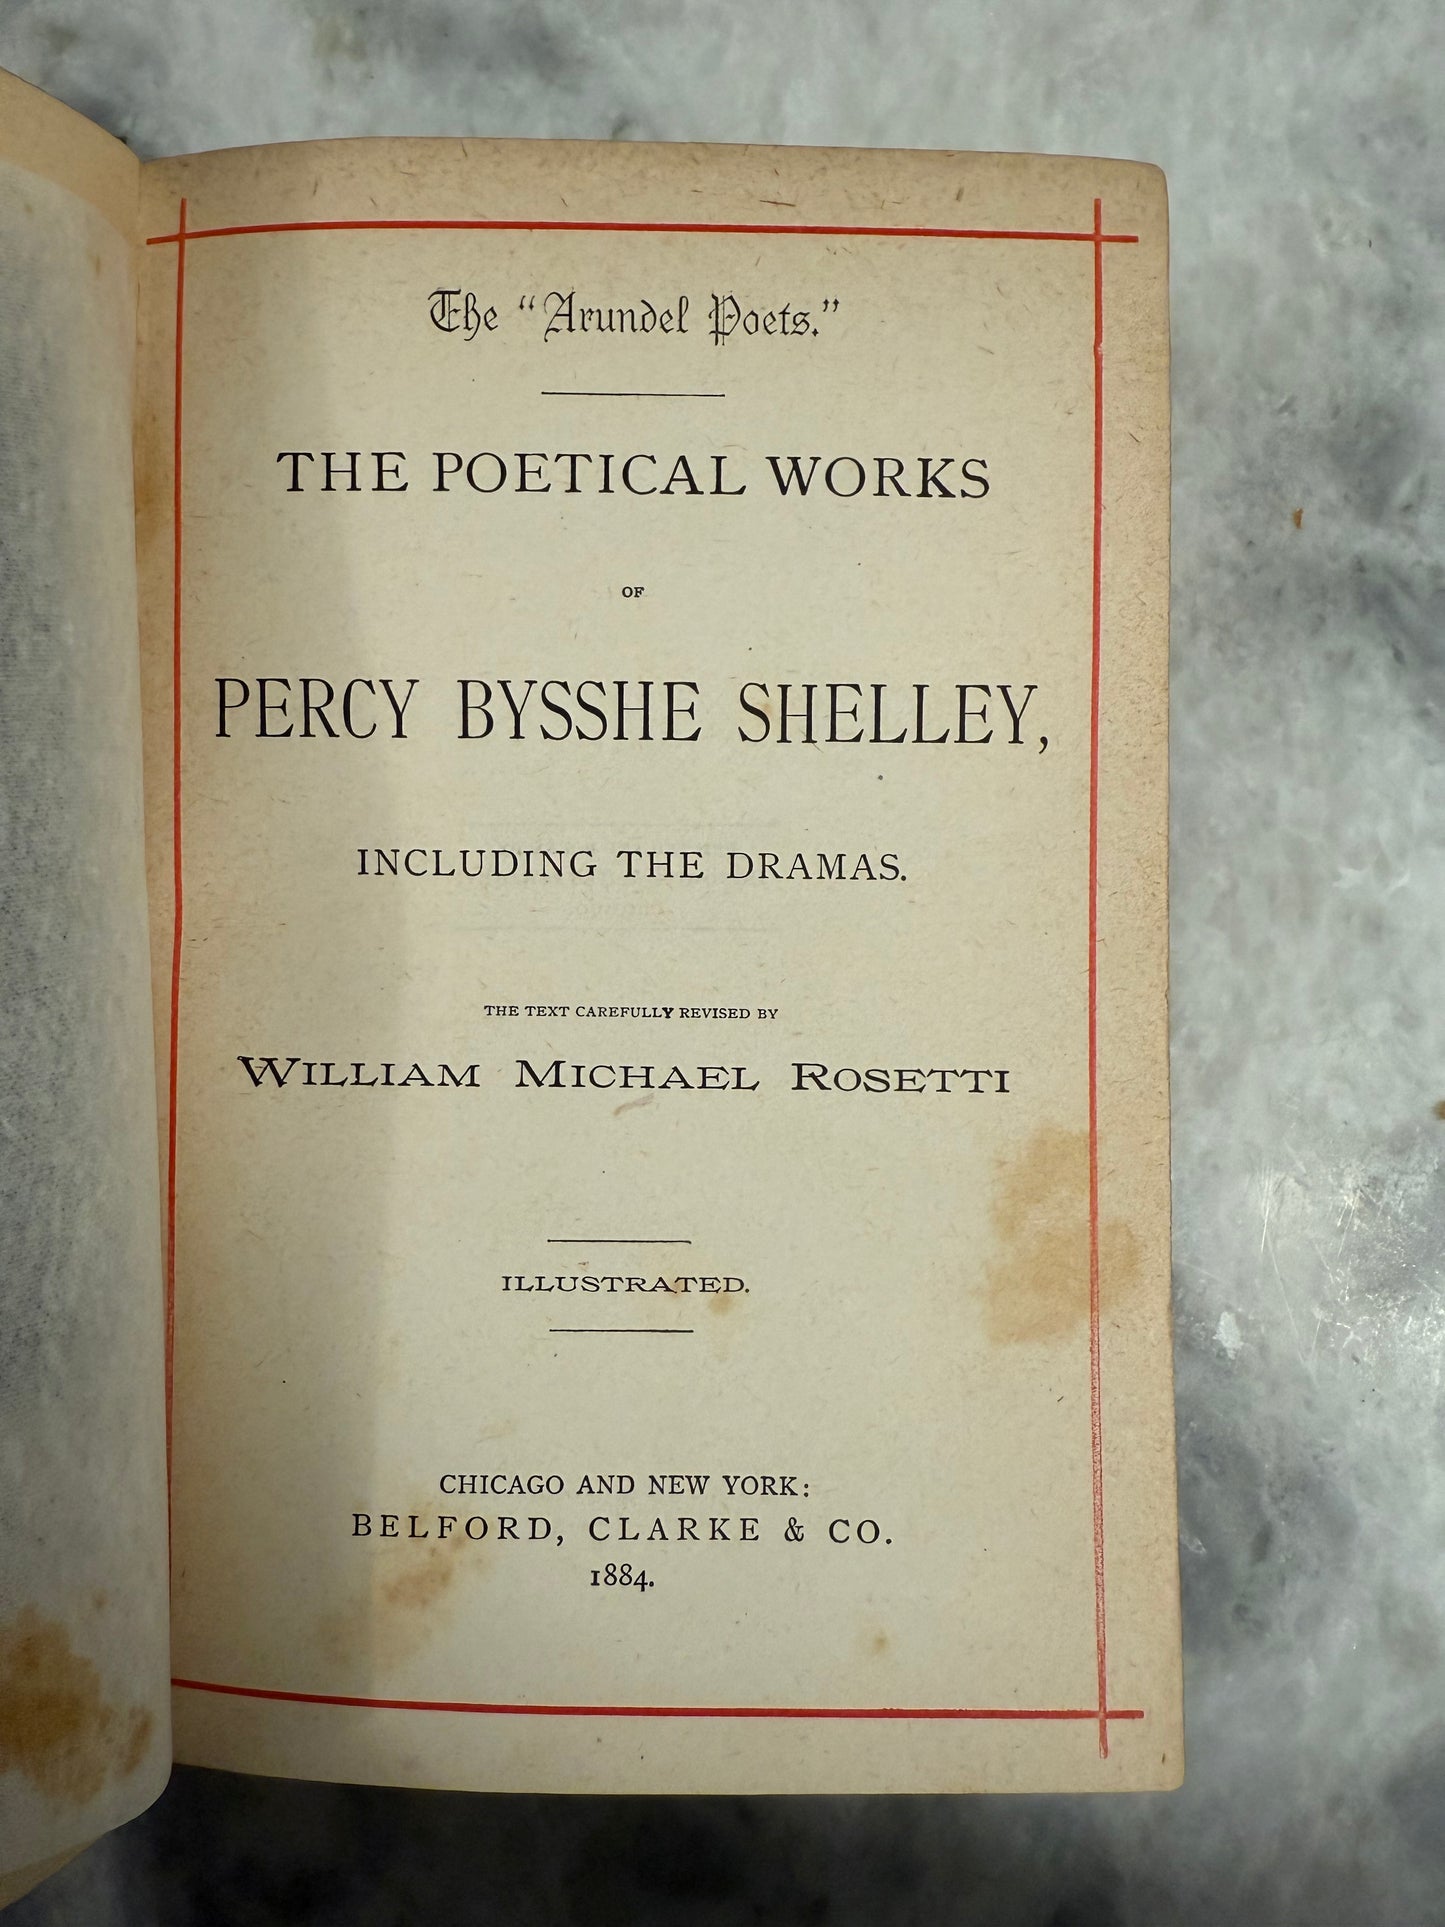 The "Arundel Poets."
THE POETICAL WORKS
OF
PERCY BYSSHE SHELLEY,
INCLUDING THE DRAMAS.
THE TEXT CAREFULLY REVISED BY
WILLIAM MICHAEL ROSETTI
ILLUSTRATED.
CHICAGO AND NEW YORK:
BELFORD, CLARKE & CO.
1884.